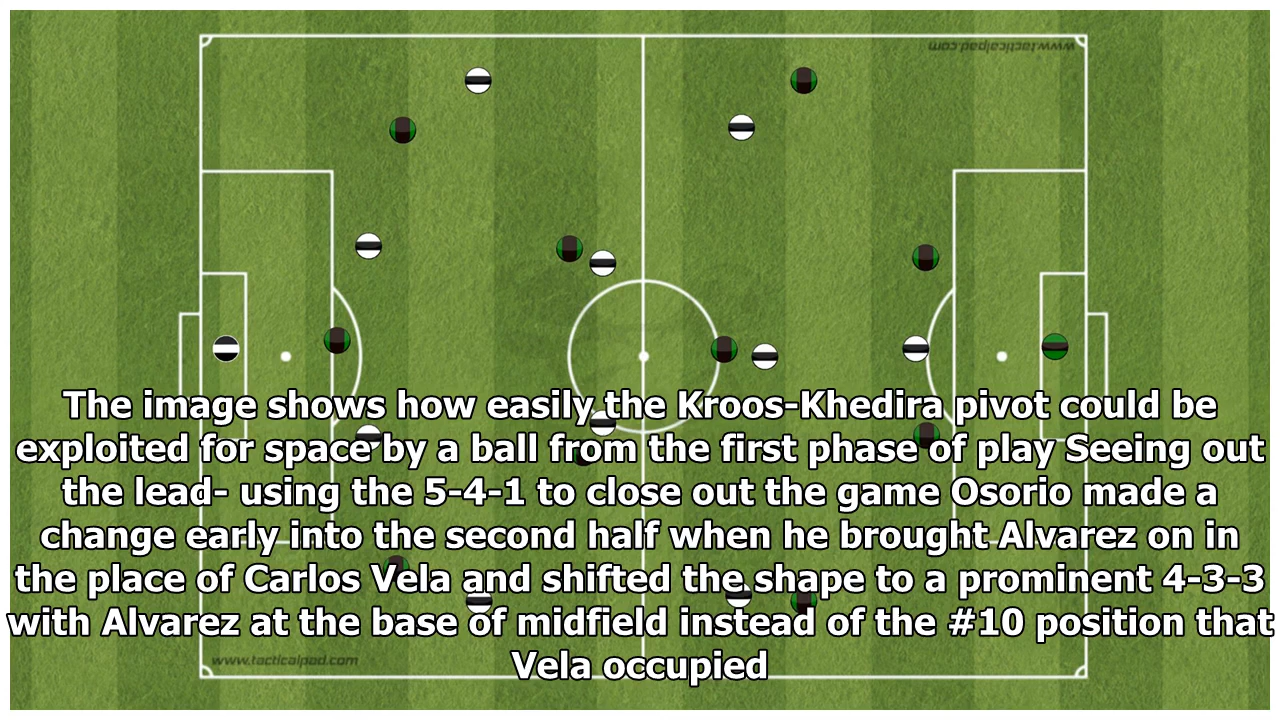 www.tacticalpad.com
The image shows how easily the Kroos-Khedira pivot could be
exploited for space by a ball from the first phase of play Seeing out
the lead- using the 5-4-1 to close out the game Osorio made a
change early into the second half when he brought Alvarez on in
the place of Carlos Vela and shifted the shape to a prominent 4-3-3
with Alvarez at the base of midfield instead of the #10 position that
www.tacticalpad.com
Vela occupied